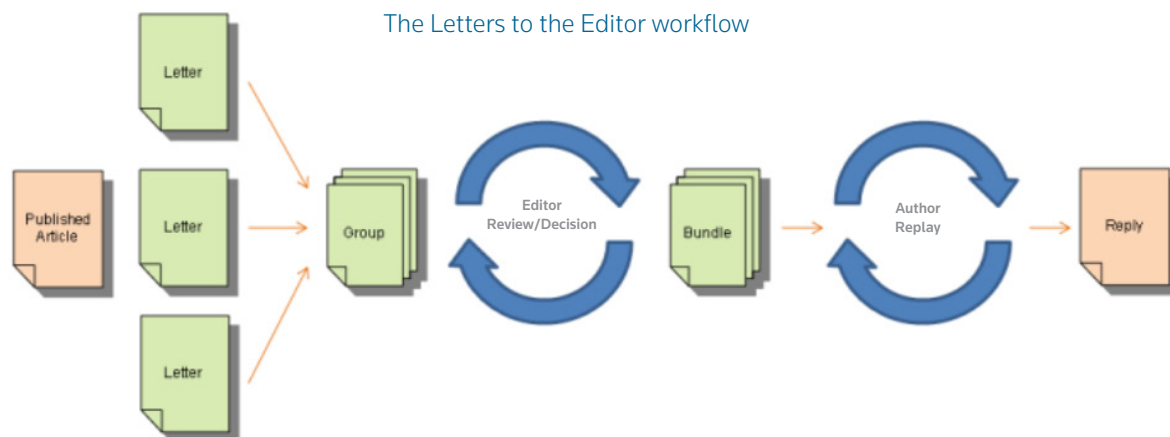 The Letters to the Editor workflow
Letter
Published
Article
Letter
Letter
Group
Editor
Review/Decision
Bundle
Author
Replay
Reply